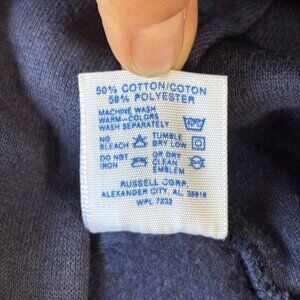 50% COTTON/COTON
50% POLYESTER
MACHINE WASH
WARM-COLORS
WASH SEPARATELY
NO BLEACH TUMBLE DRY LOW
DO NOT IRON OR DRY CLEAN EMBLEM
RUSSELL CORP.
ALEXANDER CITY, AL. 35010
WPL 7232